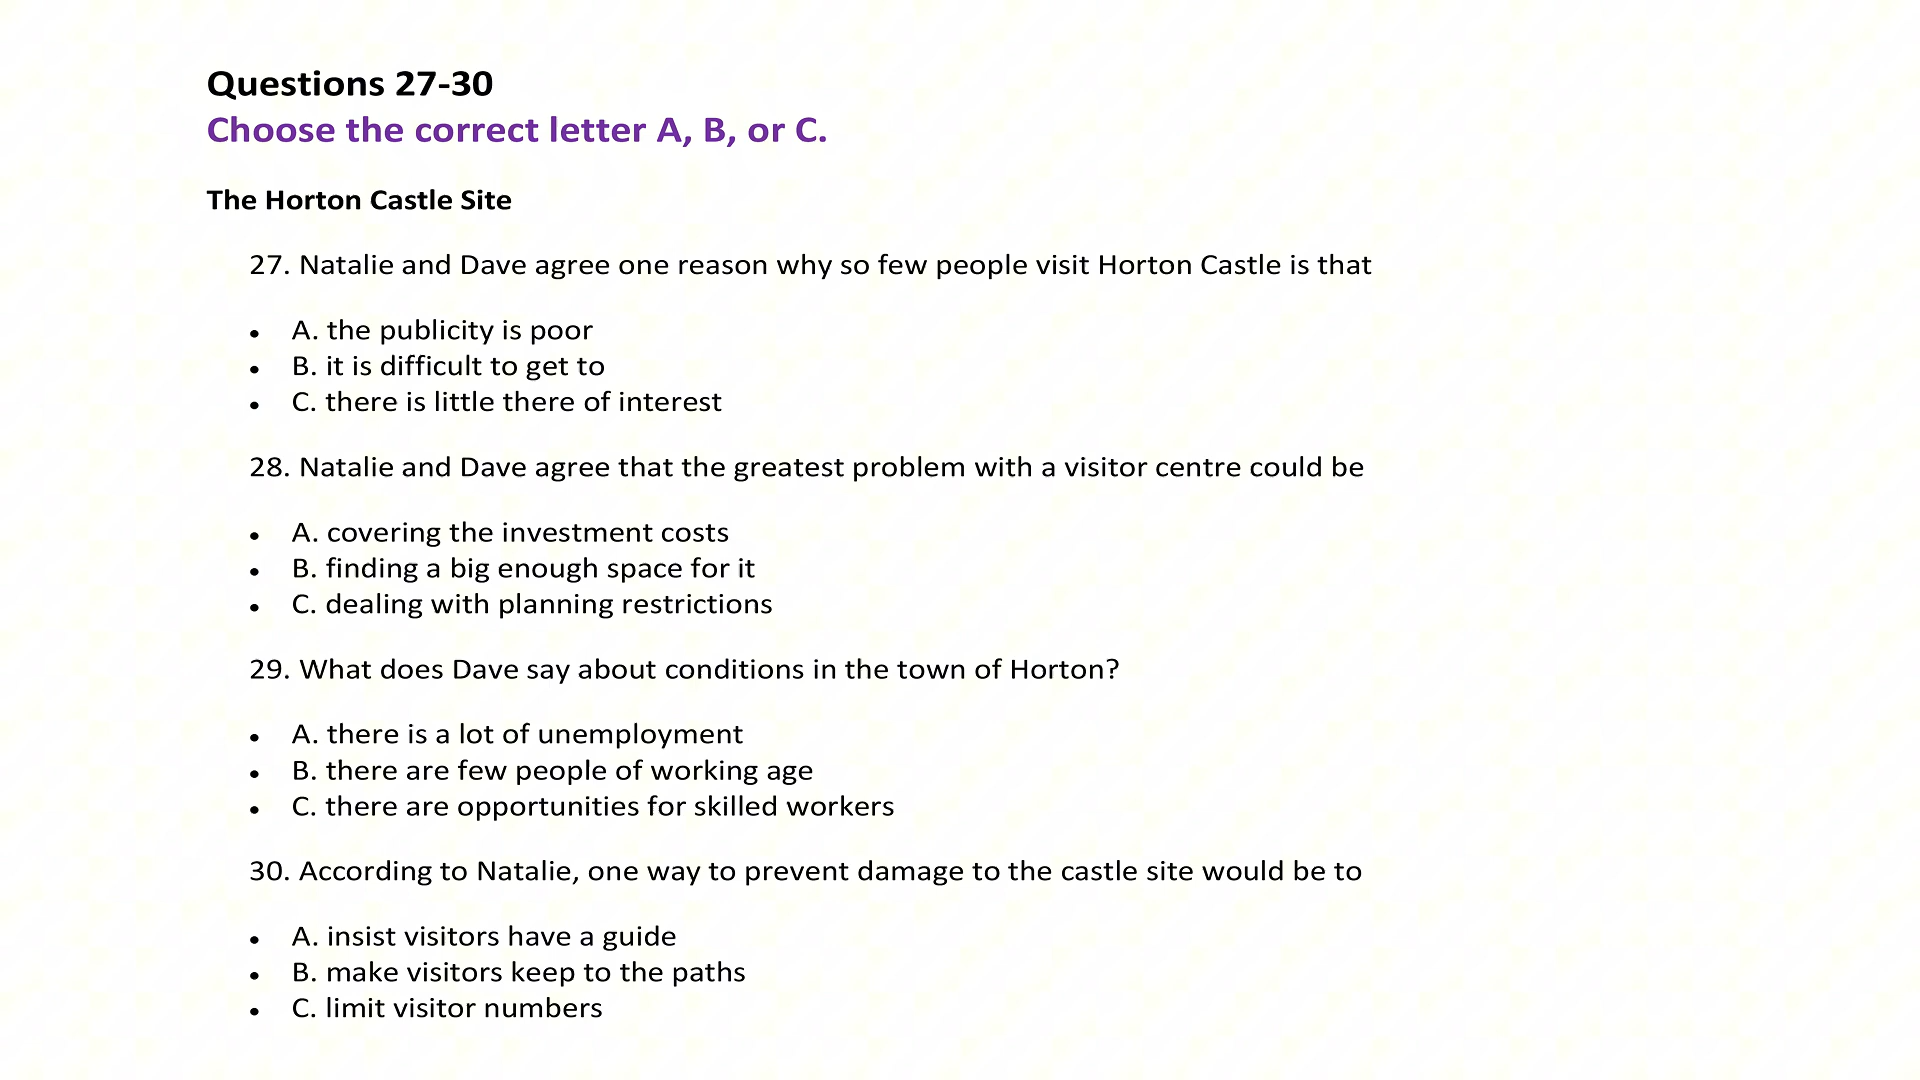 Questions 27-30
Choose the correct letter A, B, or C.
The Horton Castle Site
27. Natalie and Dave agree one reason why so few people visit Horton Castle is that
• A. the publicity is poor
• B. it is difficult to get to
• C. there is little there of interest
28. Natalie and Dave agree that the greatest problem with a visitor centre could be
• A. covering the investment costs
• B. finding a big enough space for it
• C. dealing with planning restrictions
29. What does Dave say about conditions in the town of Horton?
• A. there is a lot of unemployment
• B. there are few people of working age
• C. there are opportunities for skilled workers
30. According to Natalie, one way to prevent damage to the castle site would be to
• A. insist visitors have a guide
• B. make visitors keep to the paths
• C. limit visitor numbers